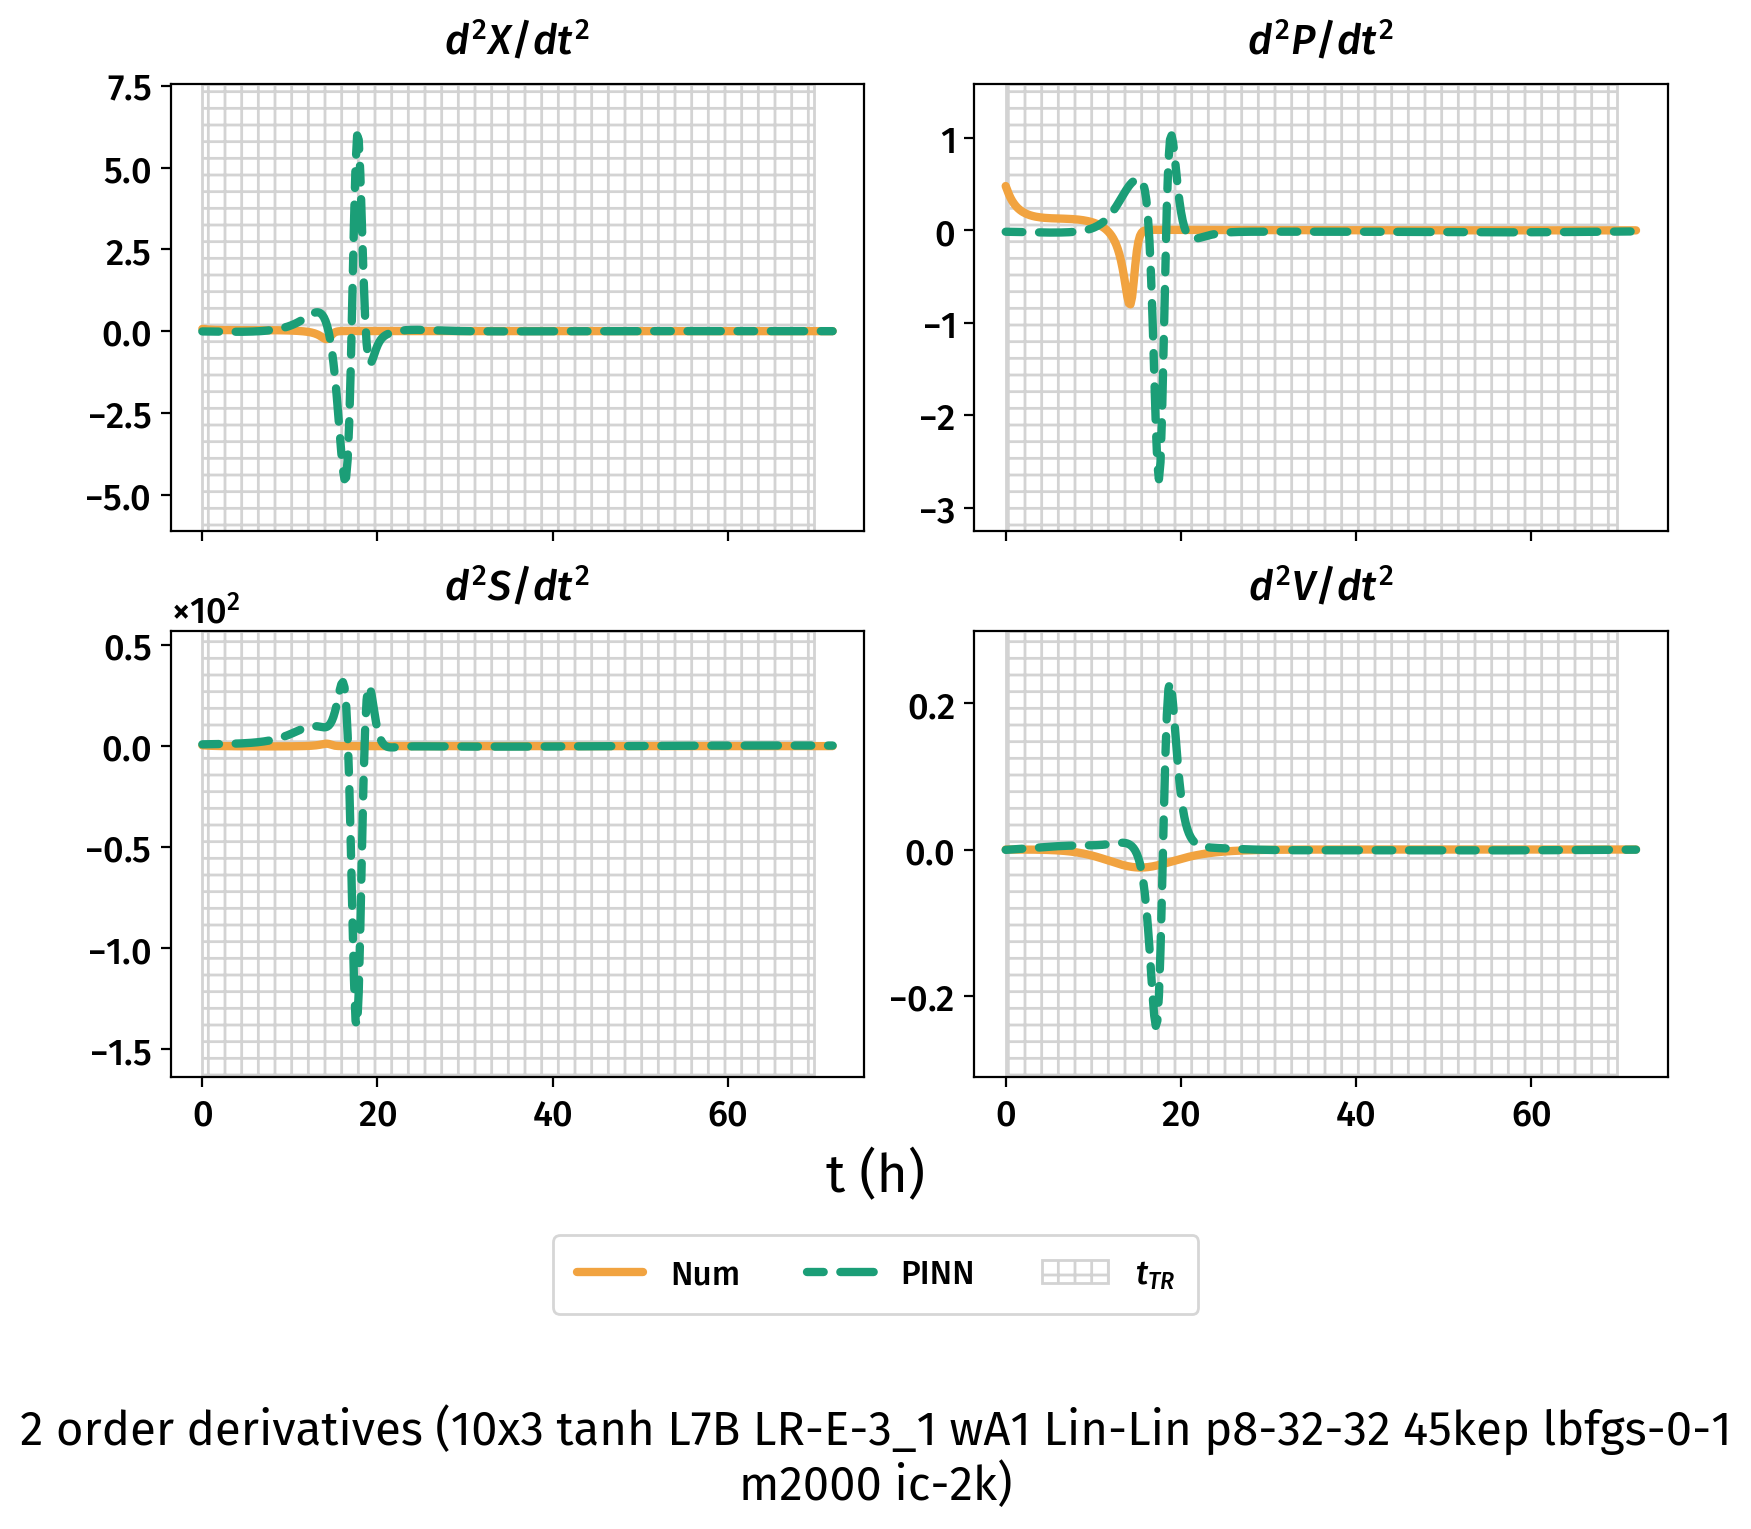 d²X/dt²
d²P/dt²
7.5
5.0
2.5
0.0
−2.5
−5.0
1
0
−1
−2
−3
d²S/dt²
d²V/dt²
×10²
0.5
0.0
−0.5
−1.0
−1.5
0.2
0.0
−0.2
0 20 40 60
0 20 40 60
t (h)
Num PINN t_TR
2 order derivatives (10x3 tanh L7B LR-E-3_1 wA1 Lin-Lin p8-32-32 45kep lbfgs-0-1
m2000 ic-2k)